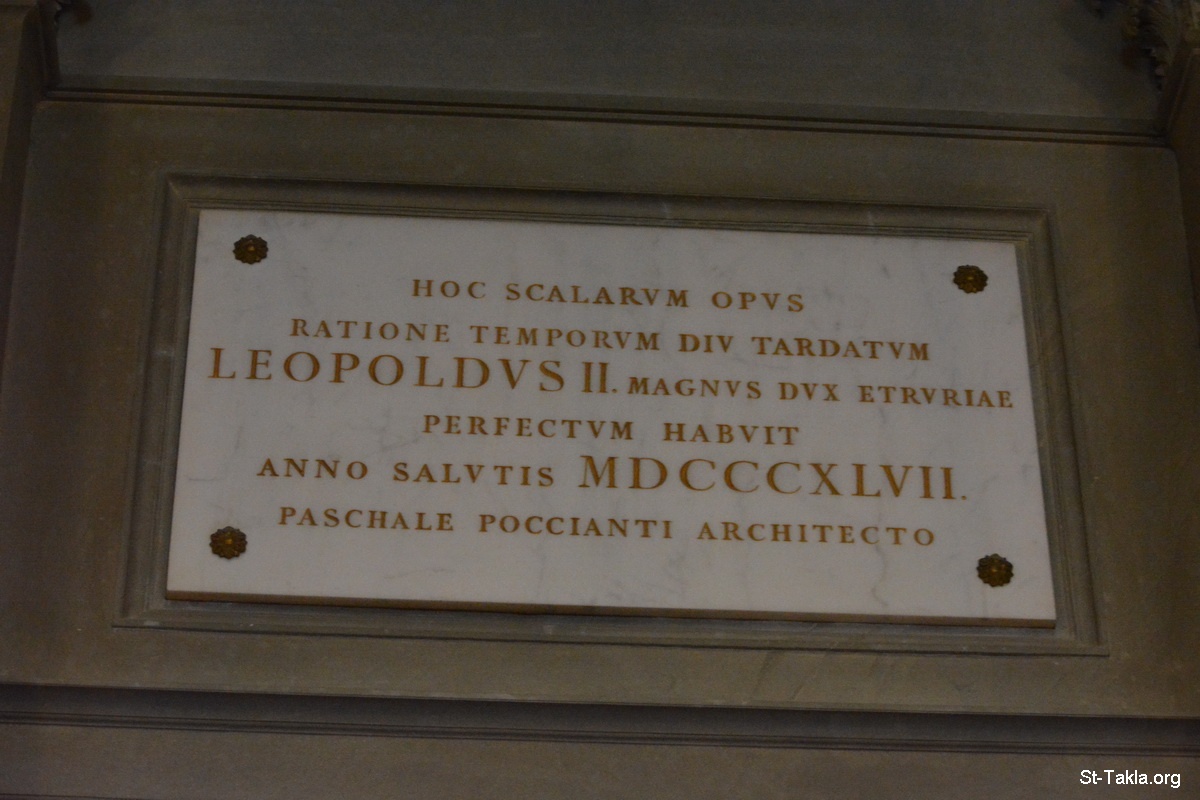 HOC SCALARVM OPVS
RATIONE TEMPORVM DIV TARDATVM
LEOPOLDVS II. MAGNVS DVX ETRVRIAE
PERFECTVM HABVIT
ANNO SALVTIS MDCCCXLVII.
PASCHALE POCCIANTI ARCHITECTO
St-Takla.org